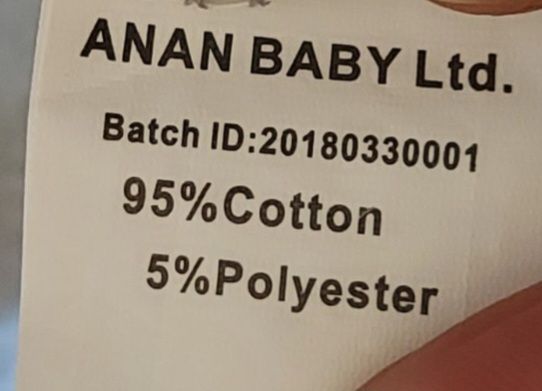 ANAN BABY Ltd.
Batch ID:20180330001
95%Cotton
5%Polyester